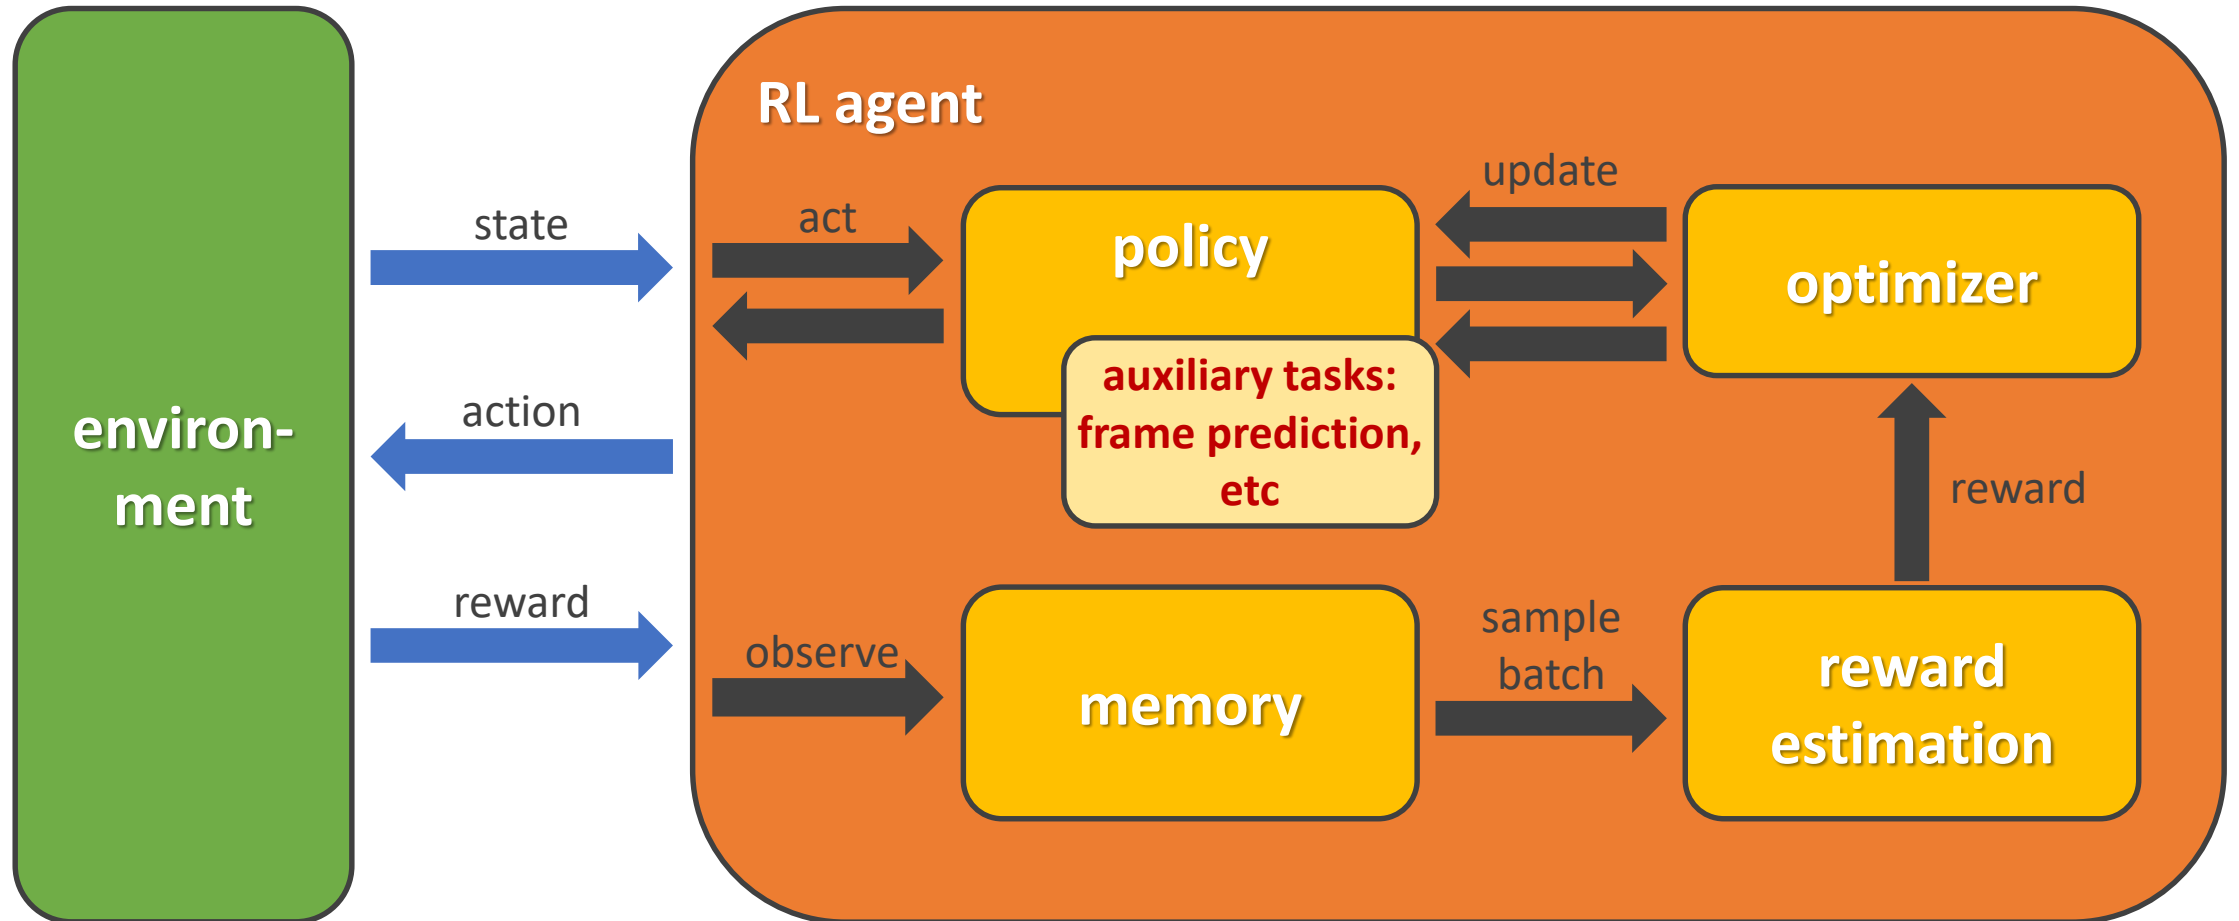 RL agent
environ-
ment
state
action
reward
act
policy
auxiliary tasks:
frame prediction,
etc
update
optimizer
observe
memory
sample
batch
reward
estimation
reward